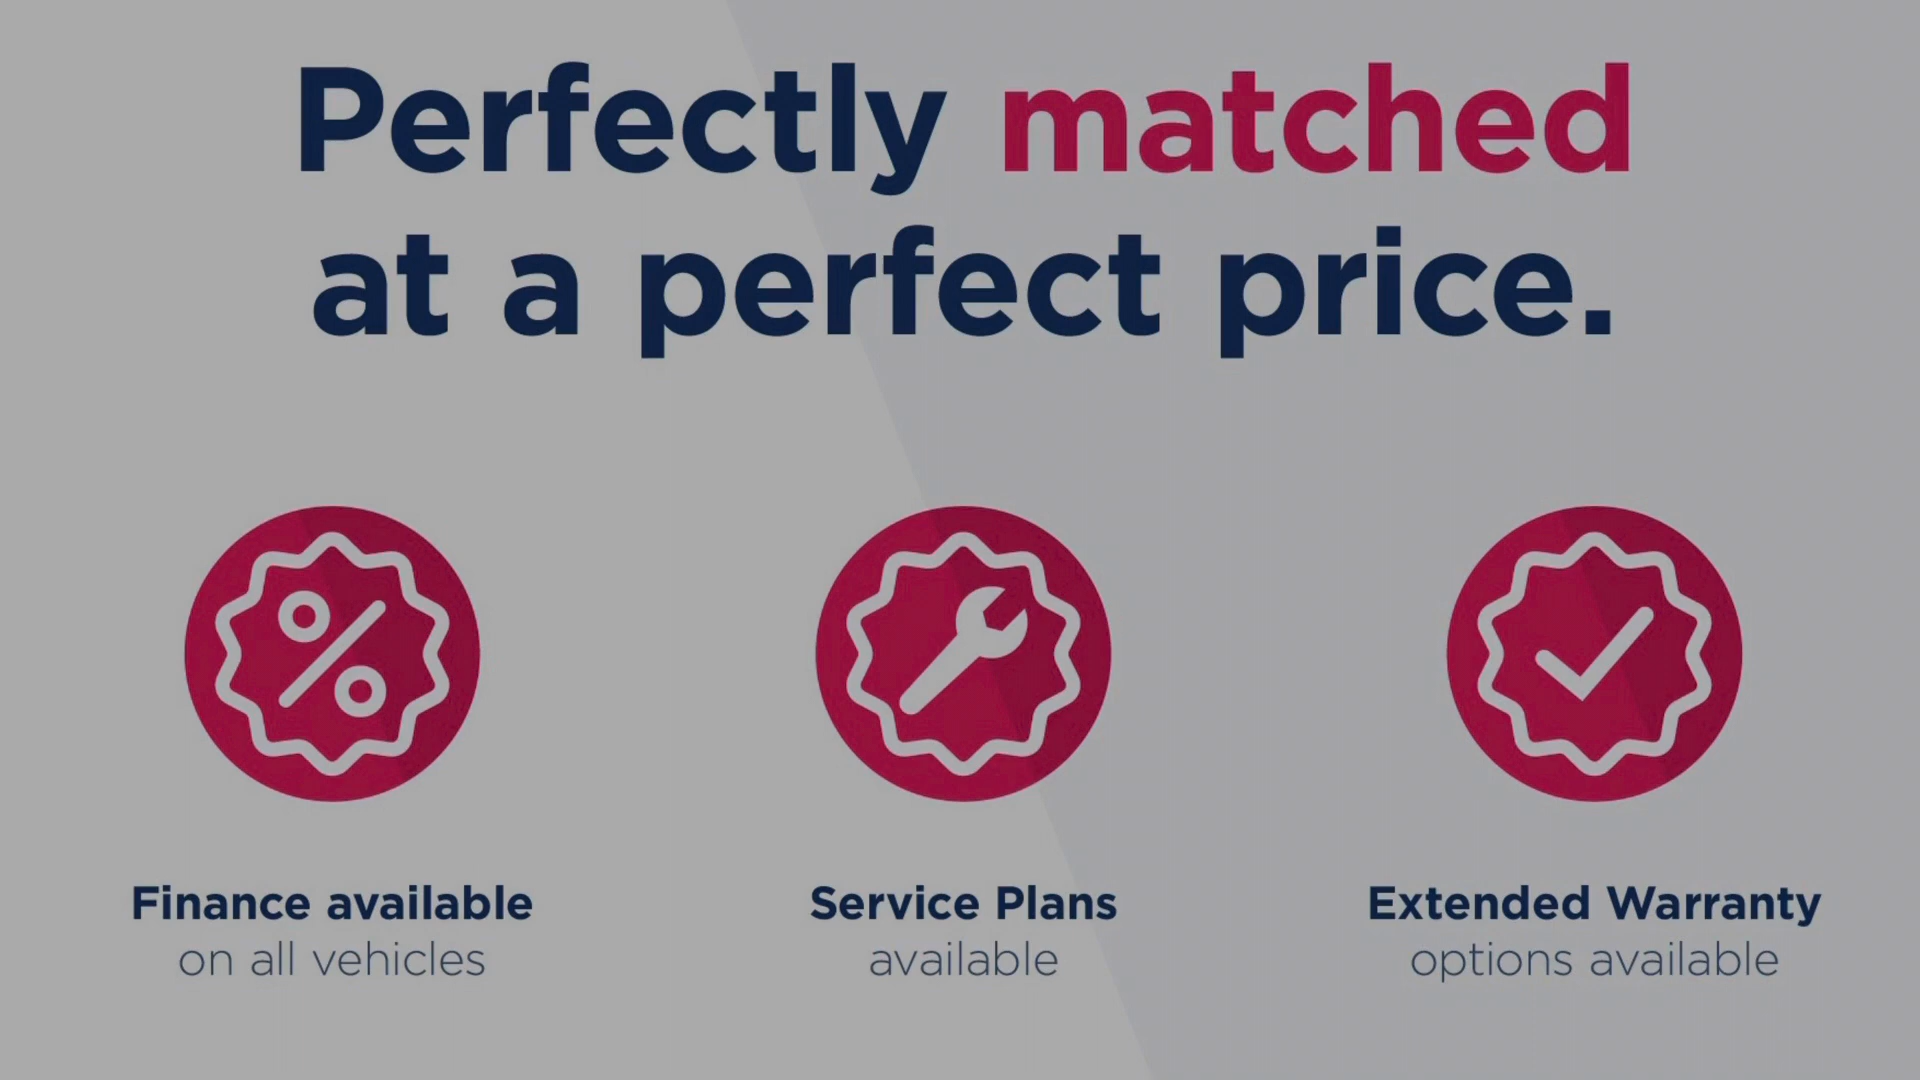 Perfectly matched
at a perfect price.
Finance available
on all vehicles
Service Plans
available
Extended Warranty
options available